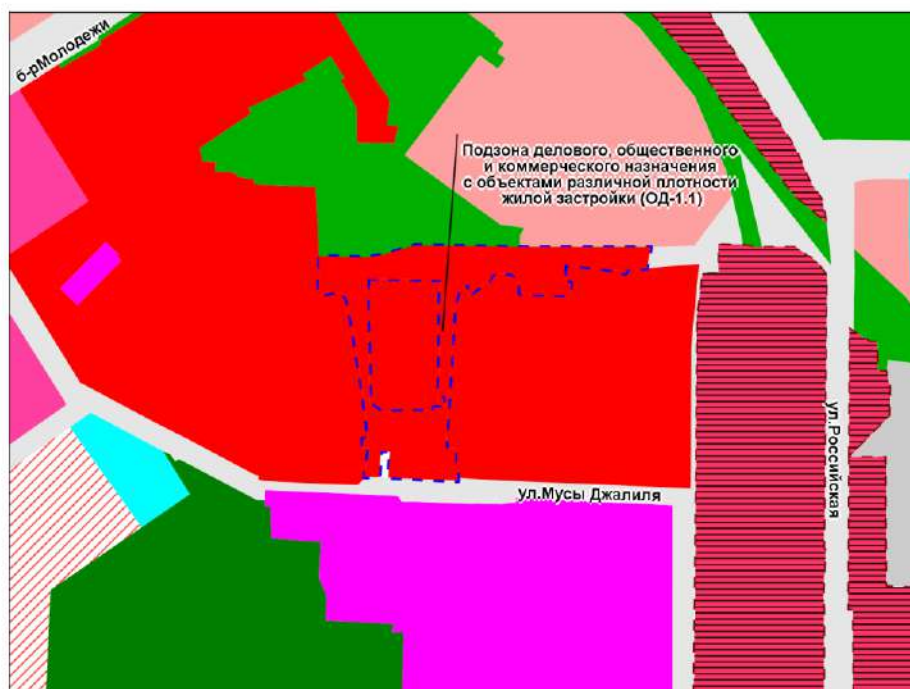 б-рМолодежи
Подзона делового, общественного
и коммерческого назначения
с объектами различной плотности
жилой застройки (ОД-1.1)
ул.Российская
ул.Мусы Джалиля